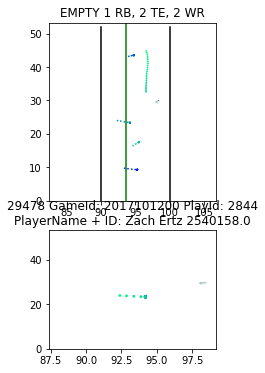 EMPTY 1 RB, 2 TE, 2 WR
50
40
30
20
10
0
85 90 95 100 105
29478 GameId: 2017101200 PlayId: 2844
PlayerName + ID: Zach Ertz 2540158.0
40
20
0
87.5 90.0 92.5 95.0 97.5